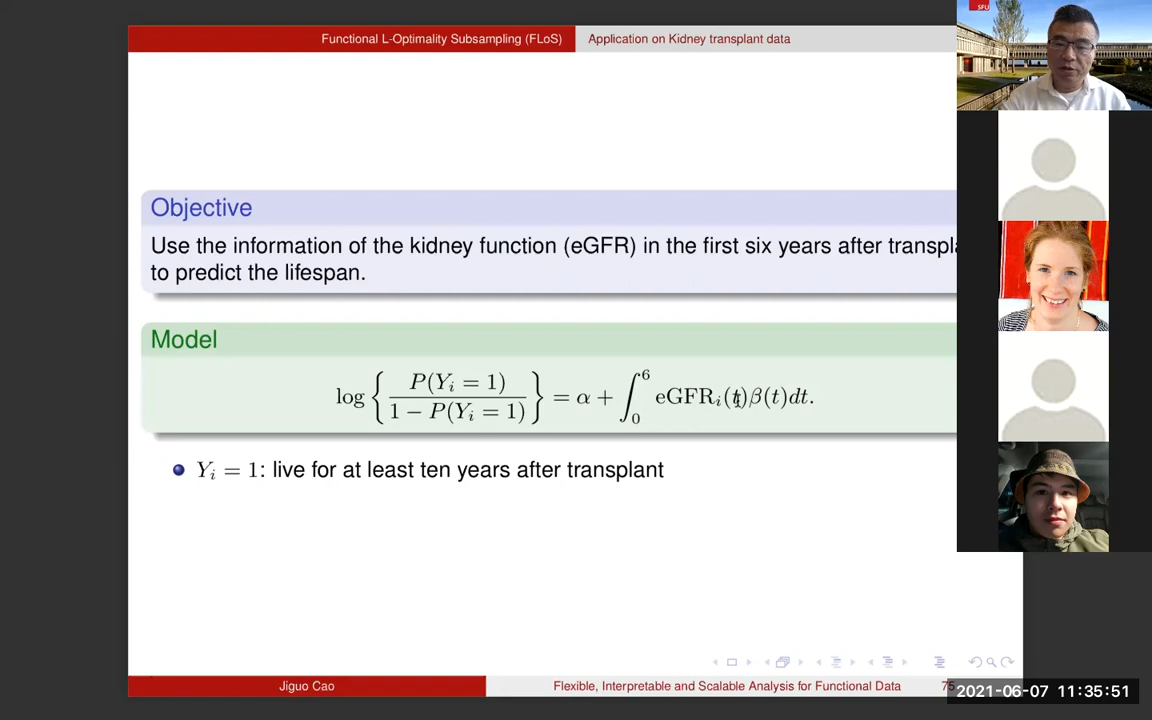 Functional L-Optimality Subsampling (FLoS) Application on Kidney transplant data
SFU
Objective
Use the information of the kidney function (eGFR) in the first six years after
to predict the lifespan.
Model
log { P(Y_i = 1) / 1 − P(Y_i = 1) } = α + ∫_0^6 eGFR_i(t)β(t)dt.
Y_i = 1: live for at least ten years after transplant
Jiguo Cao Flexible, Interpretable and Scalable Analysis for Functional Data
2021-06-07 11:35:51